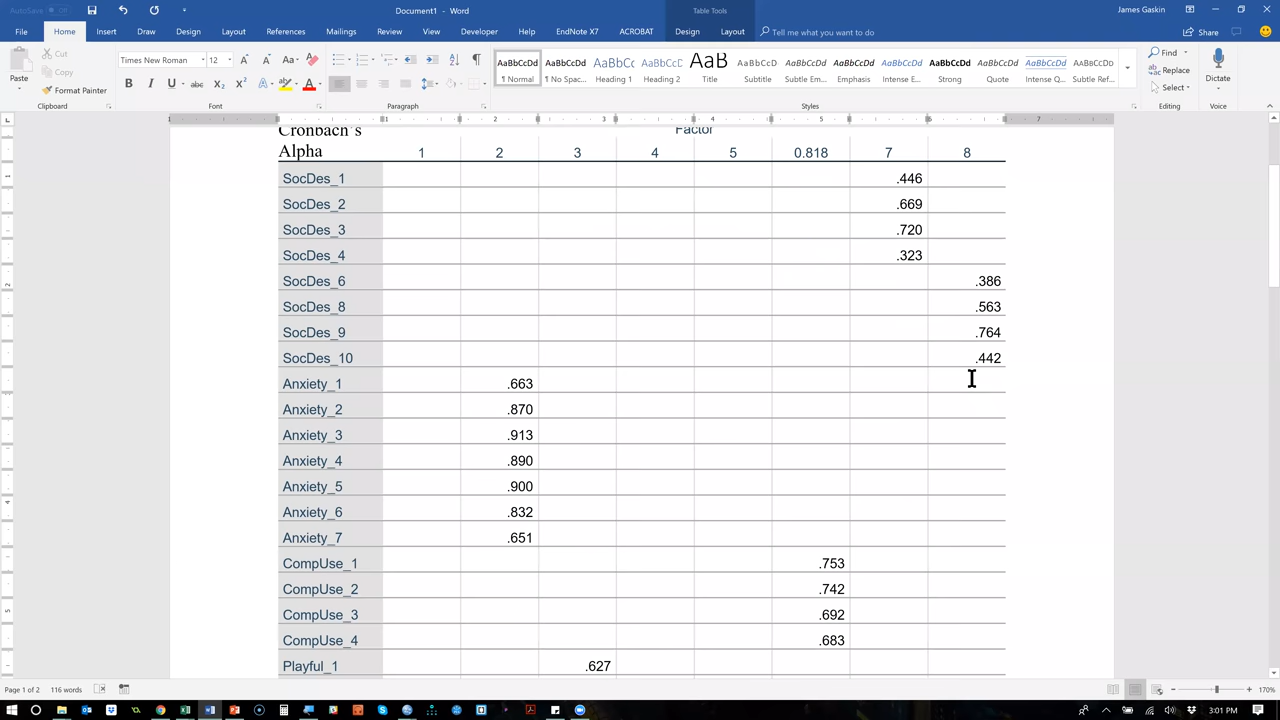 AutoSave Document1 - Word Table Tools James Gaskin
File Home Insert Draw Design Layout References Mailings Review View Developer Help EndNote X7 ACROBAT Design Layout Tell me what you want to do Share
Paste Cut Copy Format Painter
Times New Roman 12
AaBbCcDd AaBbCcDd AaBbCc AaBbCcD AaB AaBbCcD AaBbCcDd AaBbCcDd AaBbCcDd AaBbCcDd AaBbCcDd AaBbCcDd AaBbCcDd
¶ Normal ¶ No Spac... Heading 1 Heading 2 Title Subtitle Subtle Em... Emphasis Intense E... Strong Quote Intense Q... Subtle Ref...
Find Replace Select Dictate
Clipboard Font Paragraph Styles Editing Voice
Cronbach's Factor
Alpha 1 2 3 4 5 0.818 7 8
SocDes_1 .446
SocDes_2 .669
SocDes_3 .720
SocDes_4 .323
SocDes_6 .386
SocDes_8 .563
SocDes_9 .764
SocDes_10 .442
Anxiety_1 .663
Anxiety_2 .870
Anxiety_3 .913
Anxiety_4 .890
Anxiety_5 .900
Anxiety_6 .832
Anxiety_7 .651
CompUse_1 .753
CompUse_2 .742
CompUse_3 .692
CompUse_4 .683
Playful_1 .627
Page 1 of 2 116 words 170%
3:01 PM